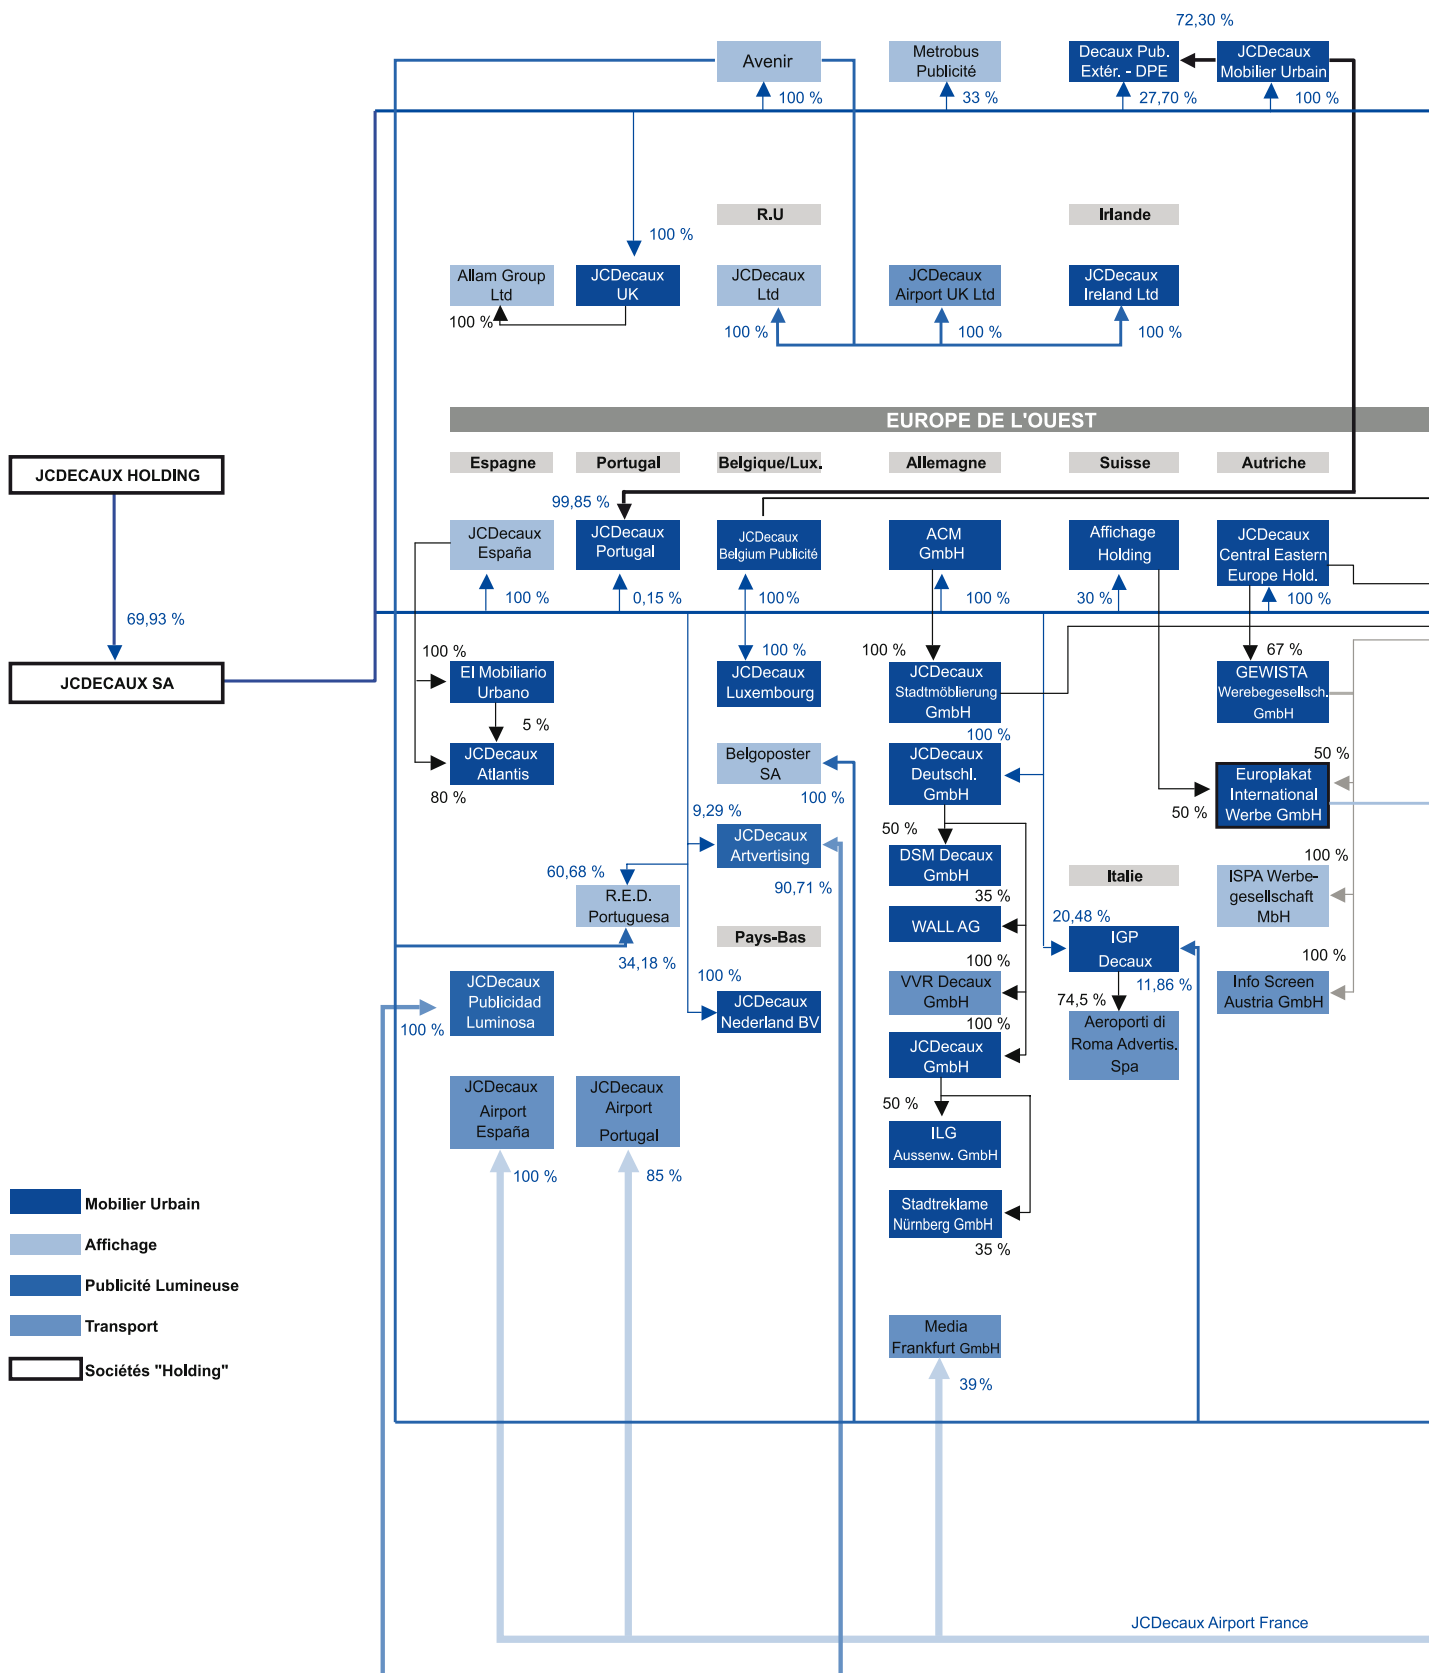 72,30 %
Avenir
Metrobus
Publicité
Decaux Pub.
Extér. - DPE
JCDecaux
Mobilier Urbain
100 %
33 %
27,70 %
100 %
R.U
Irlande
100 %
Allam Group
Ltd
JCDecaux
UK
JCDecaux
Ltd
JCDecaux
Airport UK Ltd
JCDecaux
Ireland Ltd
100 %
100 %
100 %
100 %
EUROPE DE L'OUEST
Espagne
Portugal
Belgique/Lux.
Allemagne
Suisse
Autriche
JCDECAUX HOLDING
99,85 %
JCDecaux
España
JCDecaux
Portugal
JCDecaux
Belgium Publicité
ACM
GmbH
Affichage
Holding
JCDecaux
Central Eastern
Europe Hold.
100 %
0,15 %
100 %
100 %
30 %
100 %
69,93 %
JCDECAUX SA
100 %
100 %
100 %
67 %
El Mobiliario
Urbano
JCDecaux
Luxembourg
JCDecaux
Stadtmöblierung
GmbH
GEWISTA
Werebegesellsch.
GmbH
5 %
100 %
50 %
JCDecaux
Atlantis
Belgoposter
SA
JCDecaux
Deutschl.
GmbH
Europlakat
International
Werbe GmbH
80 %
100 %
50 %
9,29 %
50 %
JCDecaux
Artvertising
DSM Decaux
GmbH
100 %
60,68 %
90,71 %
35 %
Italie
ISPA Werbe-
gesellschaft
MbH
R.E.D.
Portuguesa
WALL AG
20,48 %
Pays-Bas
IGP
Decaux
34,18 %
100 %
100 %
100 %
JCDecaux
Publicidad
Luminosa
VVR Decaux
GmbH
11,86 %
Info Screen
Austria GmbH
100 %
JCDecaux
Nederland BV
74,5 %
100 %
JCDecaux
GmbH
Aeroporti di
Roma Advertis.
Spa
JCDecaux
Airport
España
JCDecaux
Airport
Portugal
50 %
ILG
Aussenw. GmbH
100 %
85 %
Stadtreklame
Nürnberg GmbH
35 %
Mobilier Urbain
Affichage
Publicité Lumineuse
Transport
Sociétés "Holding"
Media
Frankfurt GmbH
39 %
JCDecaux Airport France